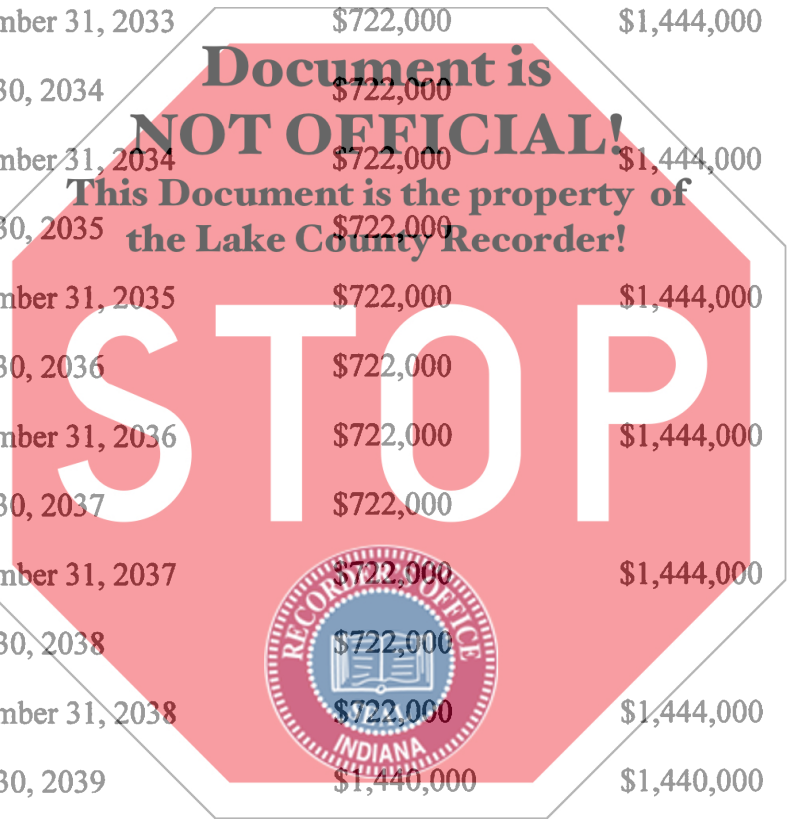 mber 31, 2033 $722,000 $1,444,000
Document is
30, 2034 $722,000
NOT OFFICIAL!
mber 31, 2034 $722,000 $1,444,000
This Document is the property of
30, 2035 $722,000
the Lake County Recorder!
mber 31, 2035 $722,000 $1,444,000
STOP
30, 2036 $722,000
mber 31, 2036 $722,000 $1,444,000
30, 2037 $722,000
mber 31, 2037 $722,000 $1,444,000
RECORDER'S OFFICE
30, 2038 $722,000
mber 31, 2038 $722,000 $1,444,000
SEAL
INDIANA
30, 2039 $1,440,000 $1,440,000